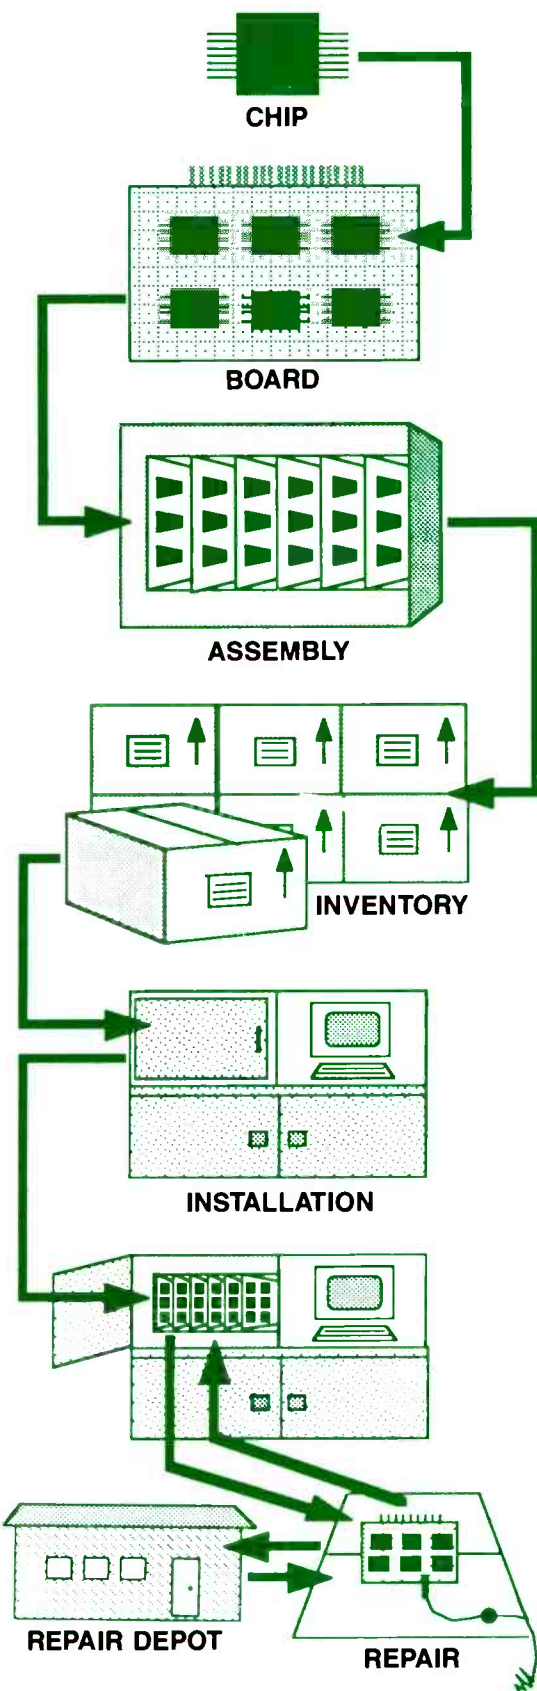 CHIP
BOARD
ASSEMBLY
INVENTORY
INSTALLATION
REPAIR DEPOT
REPAIR